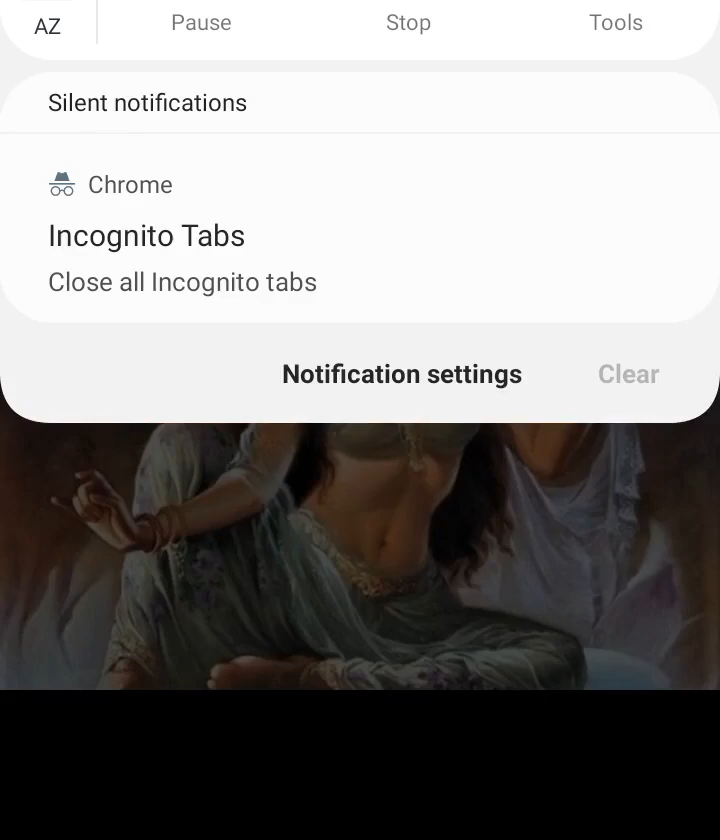 AZ Pause Stop Tools
Silent notifications
Chrome
Incognito Tabs
Close all Incognito tabs
Notification settings Clear